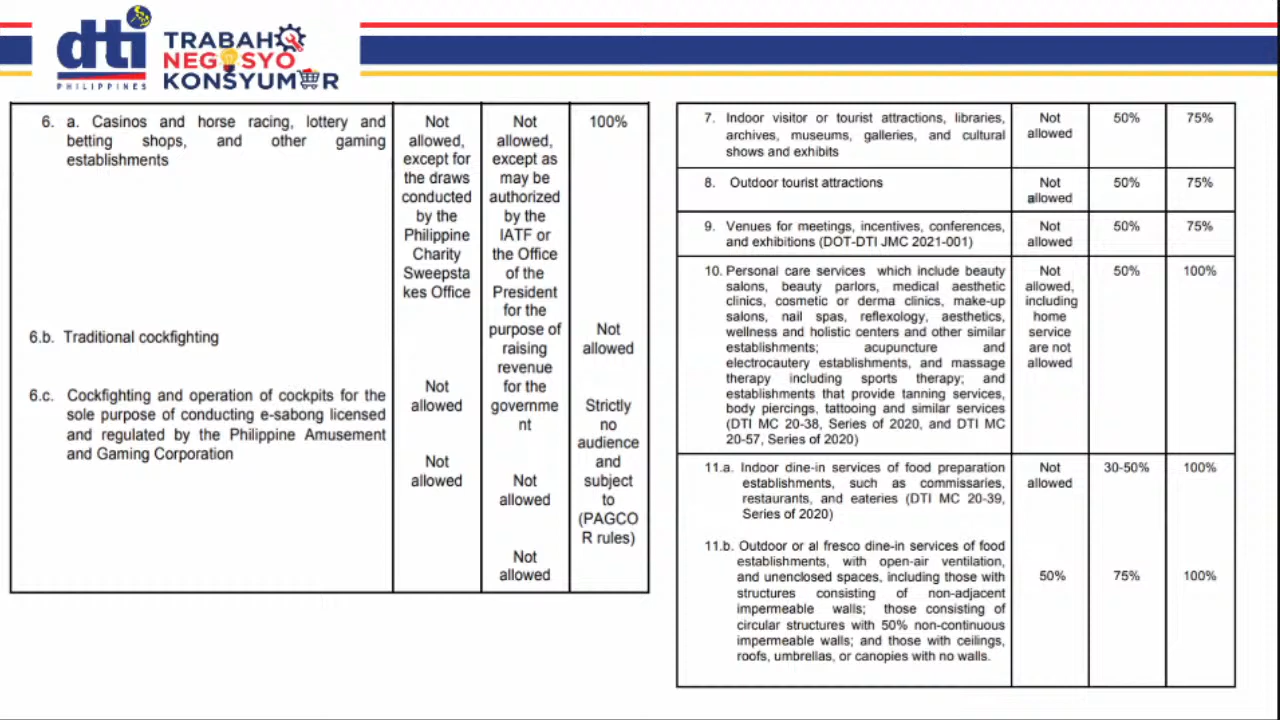 dti
PHILIPPINES
TRABAHO
NEGOSYO
KONSYUMER
6. a. Casinos and horse racing, lottery and
betting shops, and other gaming
establishments
Not
allowed,
except for
the draws
conducted
by the
Philippine
Charity
Sweepsta
kes Office
Not
allowed,
except as
may be
authorized
by the
IATF or
the Office
of the
President
for the
purpose of
raising
revenue
for the
governme
nt
100%
6.b. Traditional cockfighting
Not
allowed
Not
allowed
Not
allowed
6.c. Cockfighting and operation of cockpits for the
sole purpose of conducting e-sabong licensed
and regulated by the Philippine Amusement
and Gaming Corporation
Not
allowed
Not
allowed
Strictly
no
audience
and
subject
to
(PAGCO
R rules)
7. Indoor visitor or tourist attractions, libraries,
archives, museums, galleries, and cultural
shows and exhibits
Not
allowed
50%
75%
8. Outdoor tourist attractions
Not
allowed
50%
75%
9. Venues for meetings, incentives, conferences,
and exhibitions (DOT-DTI JMC 2021-001)
Not
allowed
50%
75%
10. Personal care services which include beauty
salons, beauty parlors, medical aesthetic
clinics, cosmetic or derma clinics, make-up
salons, nail spas, reflexology, aesthetics,
wellness and holistic centers and other similar
establishments; acupuncture and
electrocautery establishments, and massage
therapy including sports therapy; and
establishments that provide tanning services,
body piercings, tattooing and similar services
(DTI MC 20-38, Series of 2020, and DTI MC
20-57, Series of 2020)
Not
allowed,
including
home
service
are not
allowed
50%
100%
11.a. Indoor dine-in services of food preparation
establishments, such as commissaries,
restaurants, and eateries (DTI MC 20-39,
Series of 2020)
Not
allowed
30-50%
100%
11.b. Outdoor or al fresco dine-in services of food
establishments, with open-air ventilation,
and unenclosed spaces, including those with
structures consisting of non-adjacent
impermeable walls; those consisting of
circular structures with 50% non-continuous
impermeable walls; and those with ceilings,
roofs, umbrellas, or canopies with no walls.
50%
75%
100%